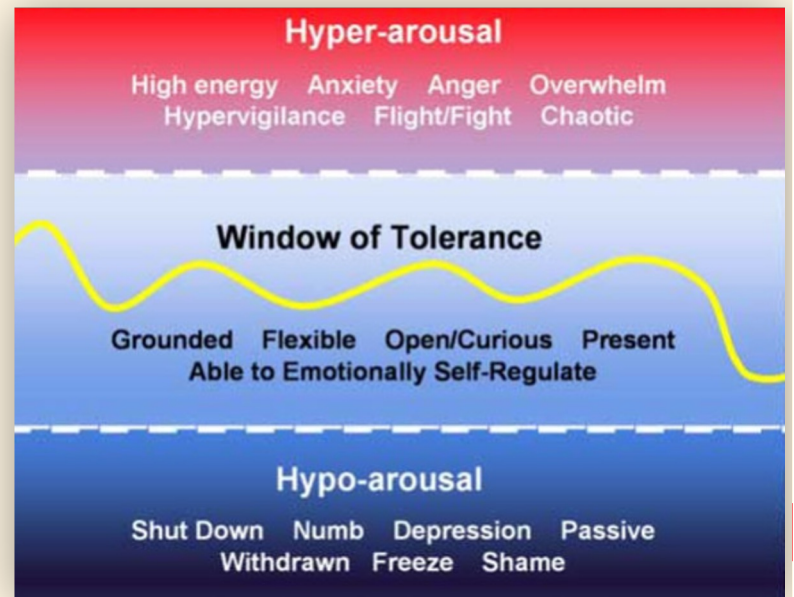 Hyper-arousal
High energy Anxiety Anger Overwhelm
Hypervigilance Flight/Fight Chaotic
Window of Tolerance
Grounded Flexible Open/Curious Present
Able to Emotionally Self-Regulate
Hypo-arousal
Shut Down Numb Depression Passive
Withdrawn Freeze Shame